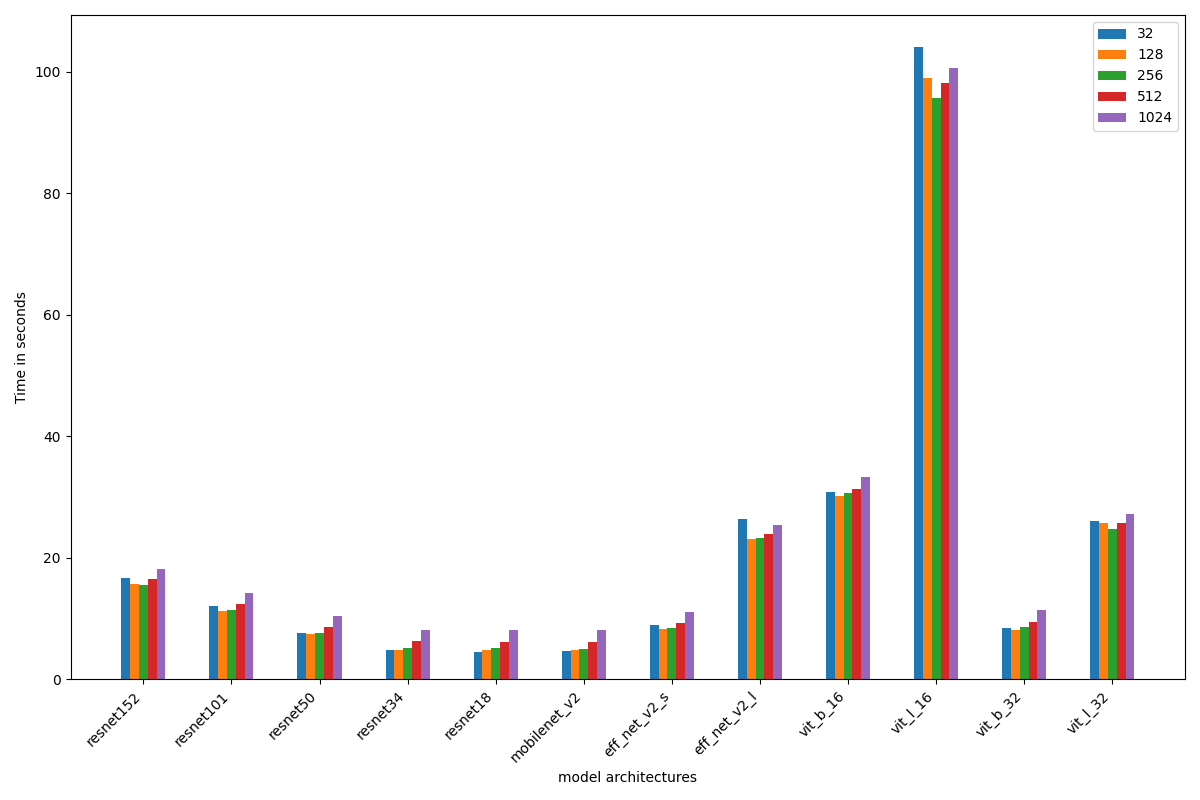 32
128
256
512
1024
100
80
60
40
20
0
Time in seconds
resnet152
resnet101
resnet50
resnet34
resnet18
mobilenet_v2
eff_net_v2_s
eff_net_v2_l
vit_b_16
vit_l_16
vit_b_32
vit_l_32
model architectures